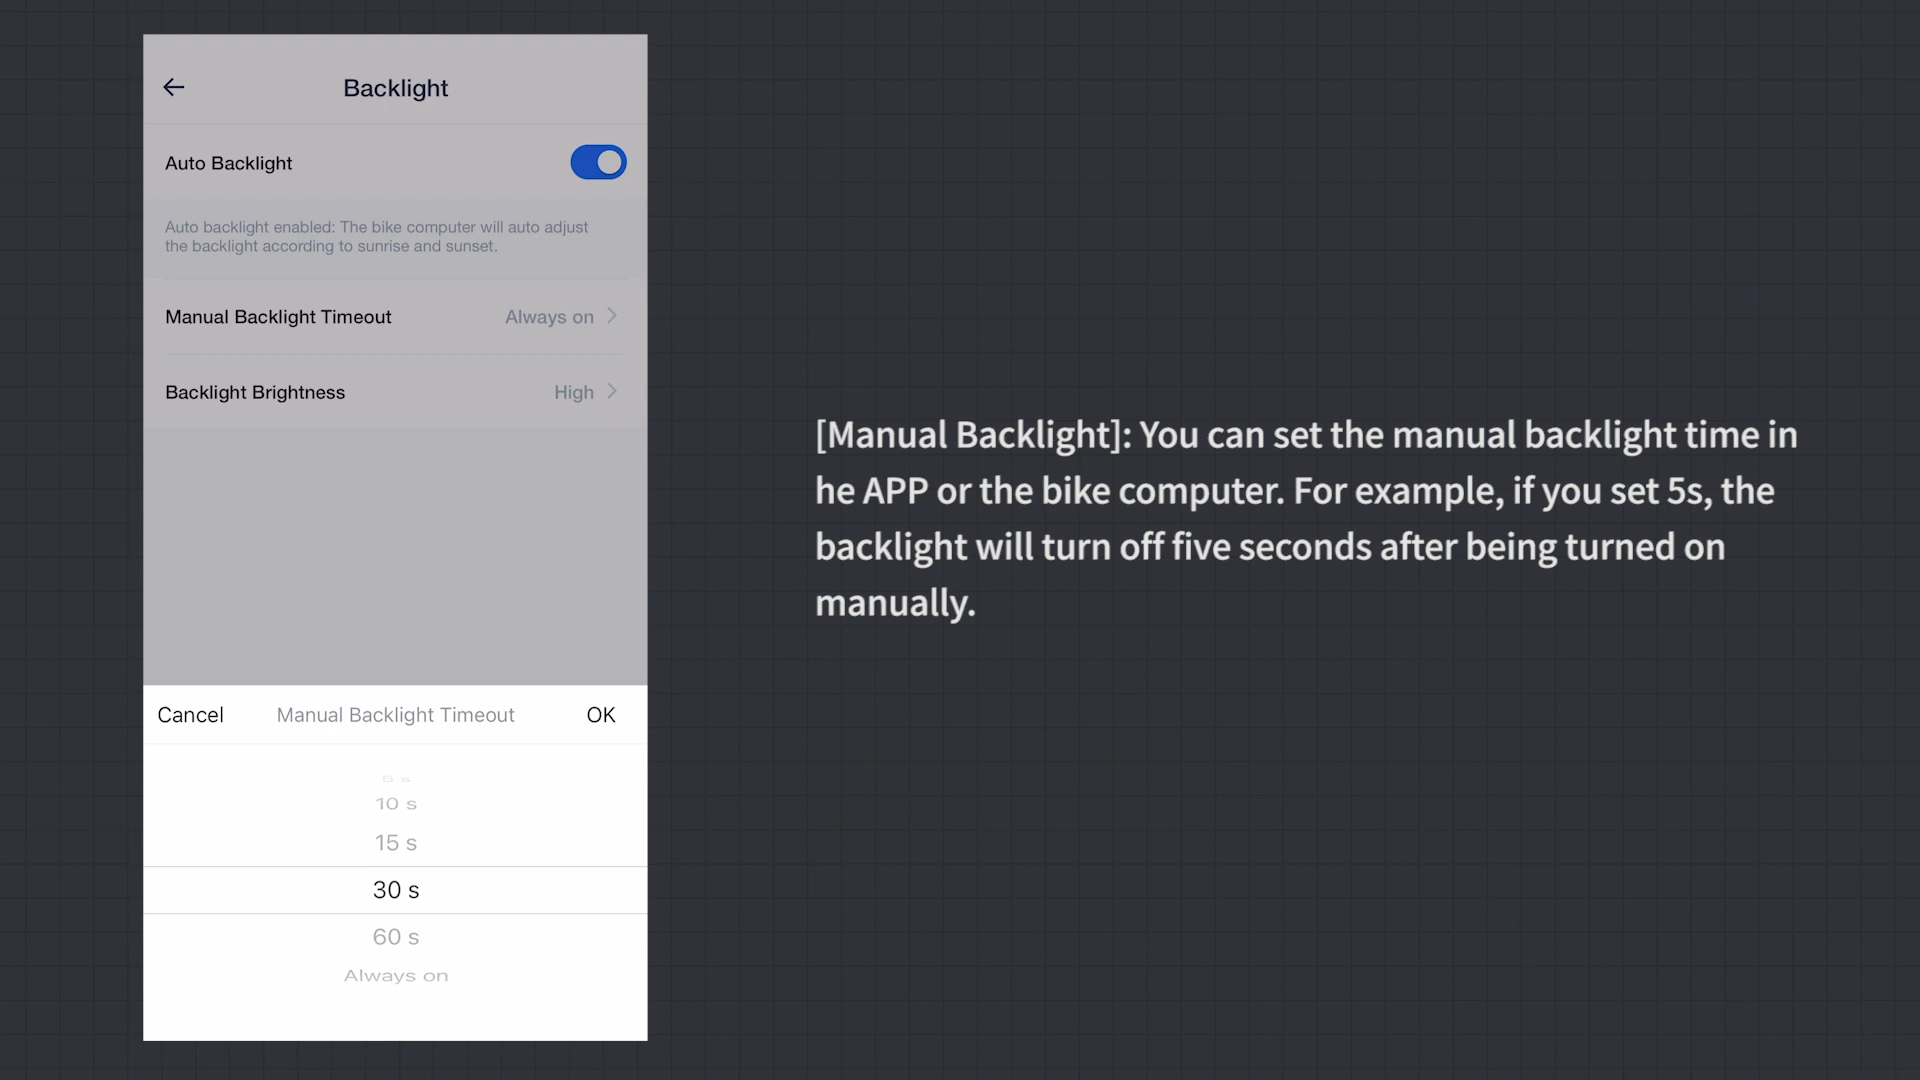 Backlight
Auto Backlight
Auto backlight enabled: The bike computer will auto adjust
the backlight according to sunrise and sunset.
Manual Backlight Timeout Always on
Backlight Brightness High
Cancel Manual Backlight Timeout OK
5 s
10 s
15 s
30 s
60 s
Always on
[Manual Backlight]: You can set the manual backlight time in
he APP or the bike computer. For example, if you set 5s, the
backlight will turn off five seconds after being turned on
manually.